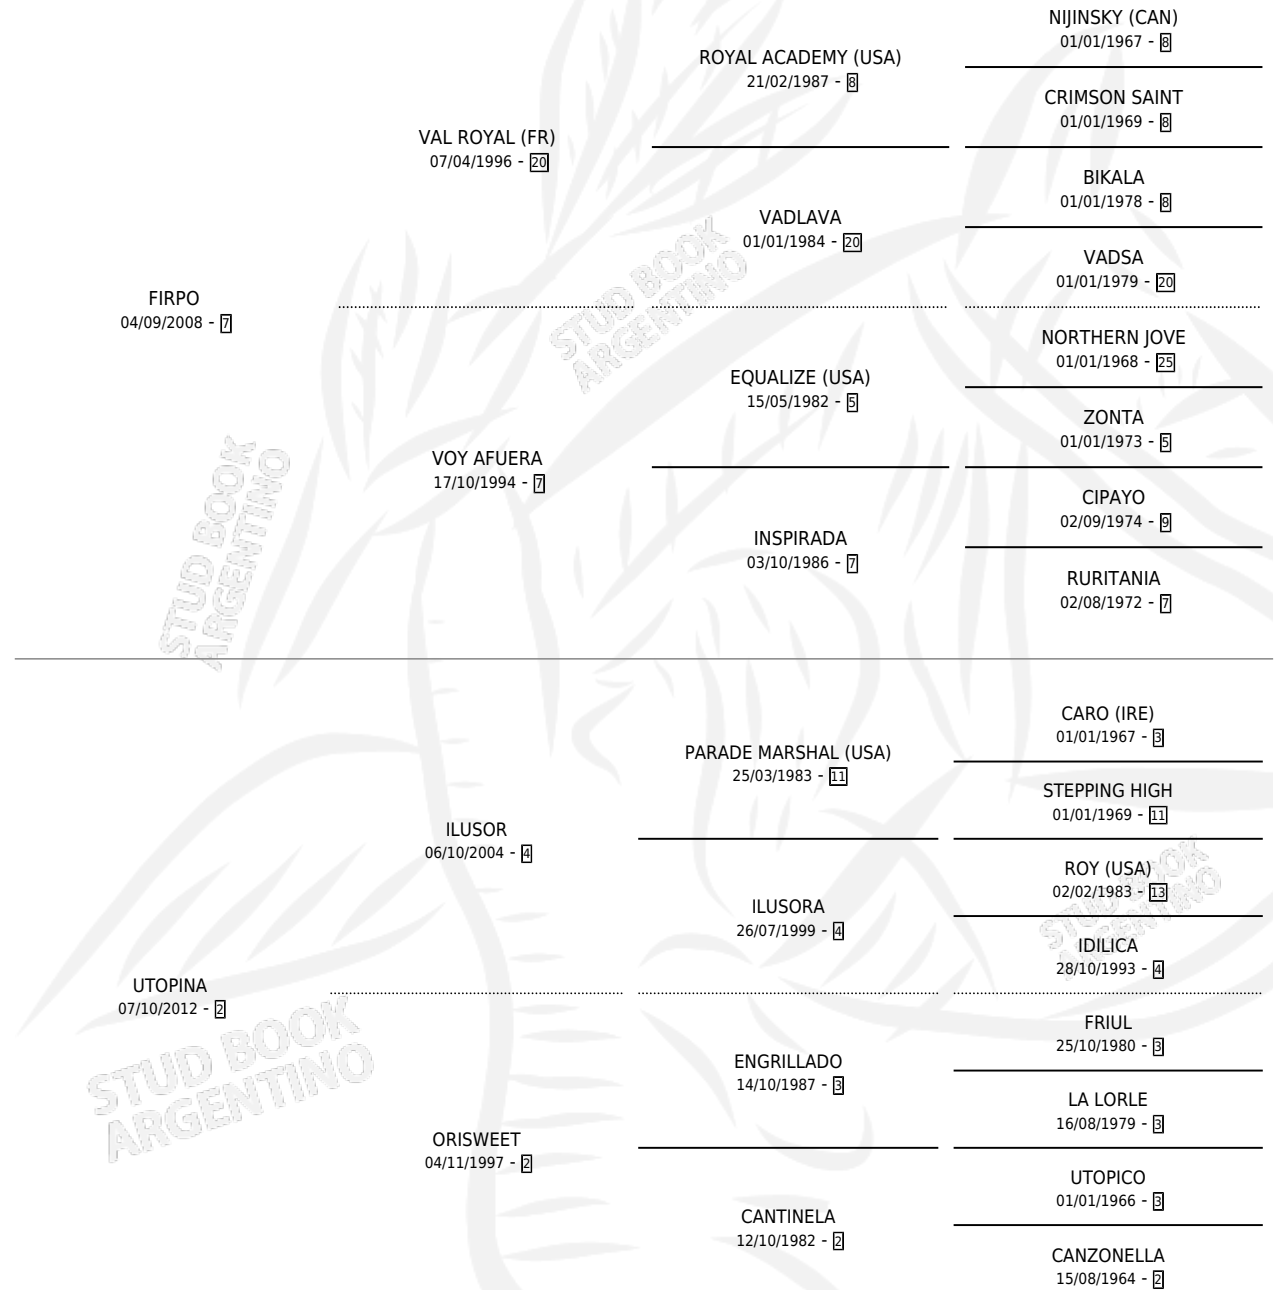 NIJINSKY (CAN)
01/01/1967 - 8
ROYAL ACADEMY (USA)
21/02/1987 - 8
CRIMSON SAINT
01/01/1969 - 8
VAL ROYAL (FR)
07/04/1996 - 20
BIKALA
01/01/1978 - 8
VADLAVA
01/01/1984 - 20
VADSA
01/01/1979 - 20
FIRPO
04/09/2008 - 7
STUD BOOK
ARGENTINO
NORTHERN JOVE
01/01/1968 - 25
EQUALIZE (USA)
15/05/1982 - 5
ZONTA
01/01/1973 - 5
VOY AFUERA
17/10/1994 - 7
CIPAYO
02/09/1974 - 9
INSPIRADA
03/10/1986 - 7
RURITANIA
02/08/1972 - 7
STUD BOOK
ARGENTINO
CARO (IRE)
01/01/1967 - 3
PARADE MARSHAL (USA)
25/03/1983 - 11
STEPPING HIGH
01/01/1969 - 11
ILUSOR
06/10/2004 - 4
ROY (USA)
02/02/1983 - 13
ILUSORA
26/07/1999 - 4
IDILICA
28/10/1993 - 4
STUD BOOK
ARGENTINO
UTOPINA
07/10/2012 - 2
STUD BOOK
ARGENTINO
FRIUL
25/10/1980 - 3
ENGRILLADO
14/10/1987 - 3
LA LORLE
16/08/1979 - 3
ORISWEET
04/11/1997 - 2
UTOPICO
01/01/1966 - 3
CANTINELA
12/10/1982 - 2
CANZONELLA
15/08/1964 - 2